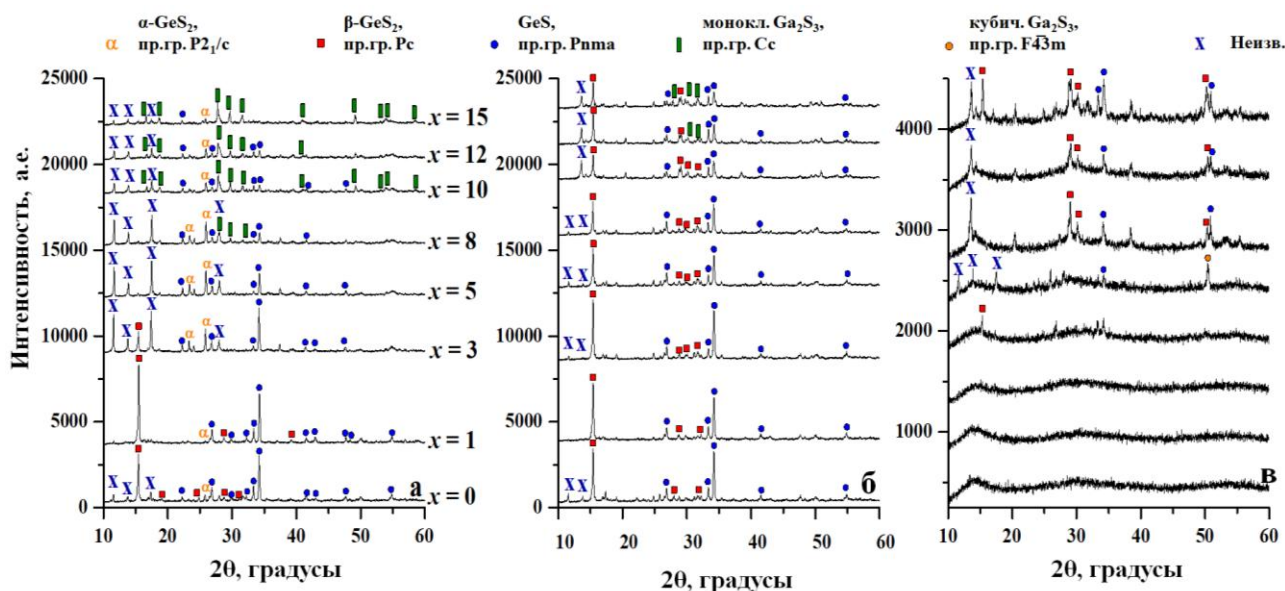 α-GeS₂, β-GeS₂, GeS, монокл. Ga₂S₃, кубич. Ga₂S₃,
α пр.гр. P2₁/c пр.гр. Pc пр.гр. Pnma пр.гр. Cc пр.гр. F4̅3m X Неизв.
Интенсивность, а.е.
25000
20000
15000
10000
5000
0
X X X α x = 15
X X X α x = 12
X X X α x = 10
X X X α α X x = 8
X X X α α X x = 5
X X X α α X x = 3
α x = 1
X X X α а x = 0
10 20 30 40 50 60
2θ, градусы
25000
20000
15000
10000
5000
0
X
X
X
X X
X X
X X
X X б
10 20 30 40 50 60
2θ, градусы
4000
3000
2000
1000
X
X
X
X X X
в
10 20 30 40 50 60
2θ, градусы